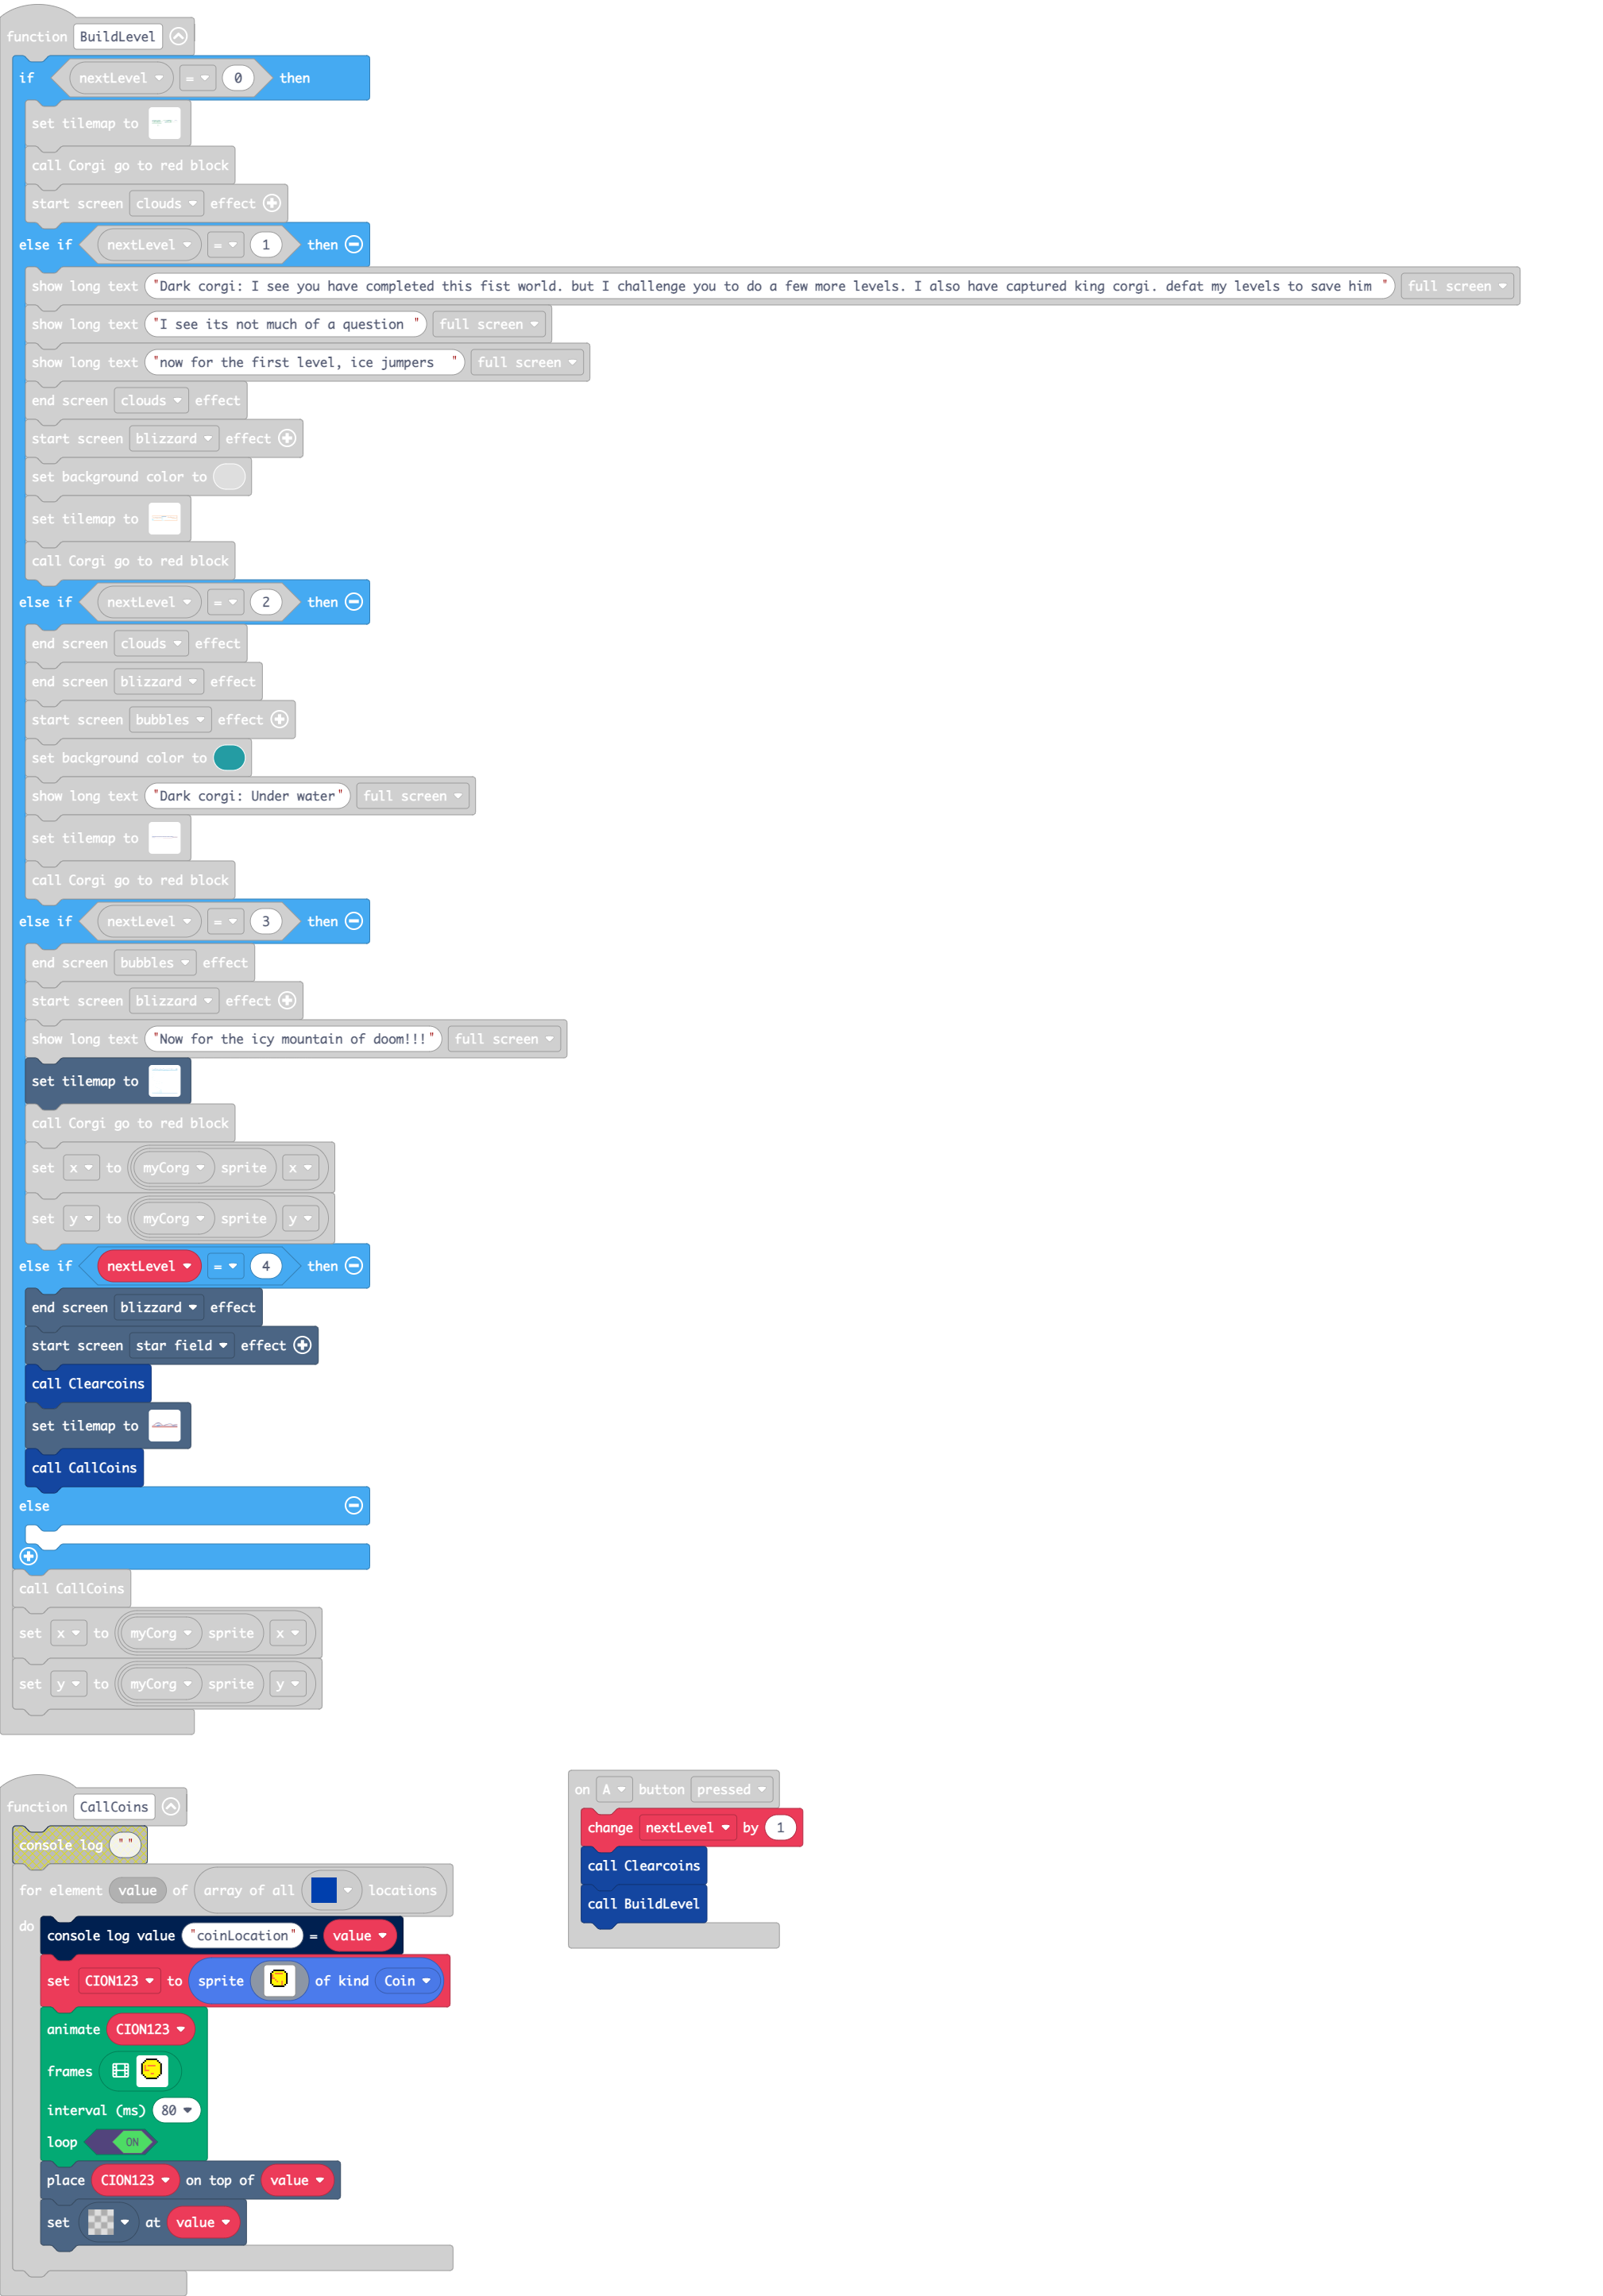 function BuildLevel
if nextLevel = 0 then
set tilemap to
call Corgi go to red block
start screen clouds effect
else if nextLevel = 1 then
show long text "Dark corgi: I see you have completed this fist world. but I challenge you to do a few more levels. I also have captured king corgi. defat my levels to save him " full screen
show long text "I see its not much of a question " full screen
show long text "now for the first level, ice jumpers  " full screen
end screen clouds effect
start screen blizzard effect
set background color to
set tilemap to
call Corgi go to red block
else if nextLevel = 2 then
end screen clouds effect
end screen blizzard effect
start screen bubbles effect
set background color to
show long text "Dark corgi: Under water" full screen
set tilemap to
call Corgi go to red block
else if nextLevel = 3 then
end screen bubbles effect
start screen blizzard effect
show long text "Now for the icy mountain of doom!!!" full screen
set tilemap to
call Corgi go to red block
set x to myCorg sprite x
set y to myCorg sprite y
else if nextLevel = 4 then
end screen blizzard effect
start screen star field effect
call Clearcoins
set tilemap to
call CallCoins
else
call CallCoins
set x to myCorg sprite x
set y to myCorg sprite y
function CallCoins
console log " "
for element value of array of all locations
do
console log value "coinLocation" = value
set CION123 to sprite of kind Coin
animate CION123
frames
interval (ms) 80
loop ON
place CION123 on top of value
set at value
on A button pressed
change nextLevel by 1
call Clearcoins
call BuildLevel